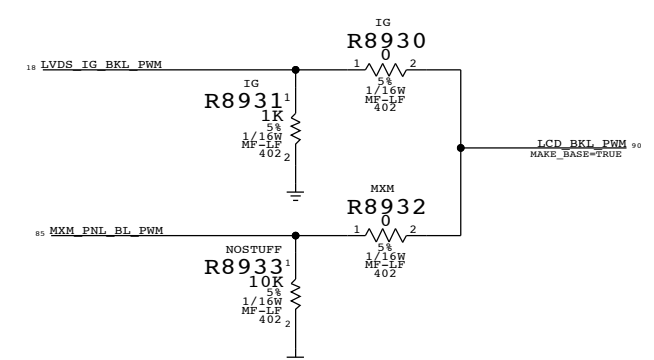 IG
R8930
0
18 LVDS_IG_BKL_PWM
1
2
5%
1/16W
MF-LF
402
IG
R8931
1
1K
5%
1/16W
MF-LF
402
2
LCD_BKL_PWM 90
MAKE_BASE=TRUE
MXM
R8932
0
85 MXM_PNL_BL_PWM
1
2
5%
1/16W
MF-LF
402
NOSTUFF
R8933
1
10K
5%
1/16W
MF-LF
402
2